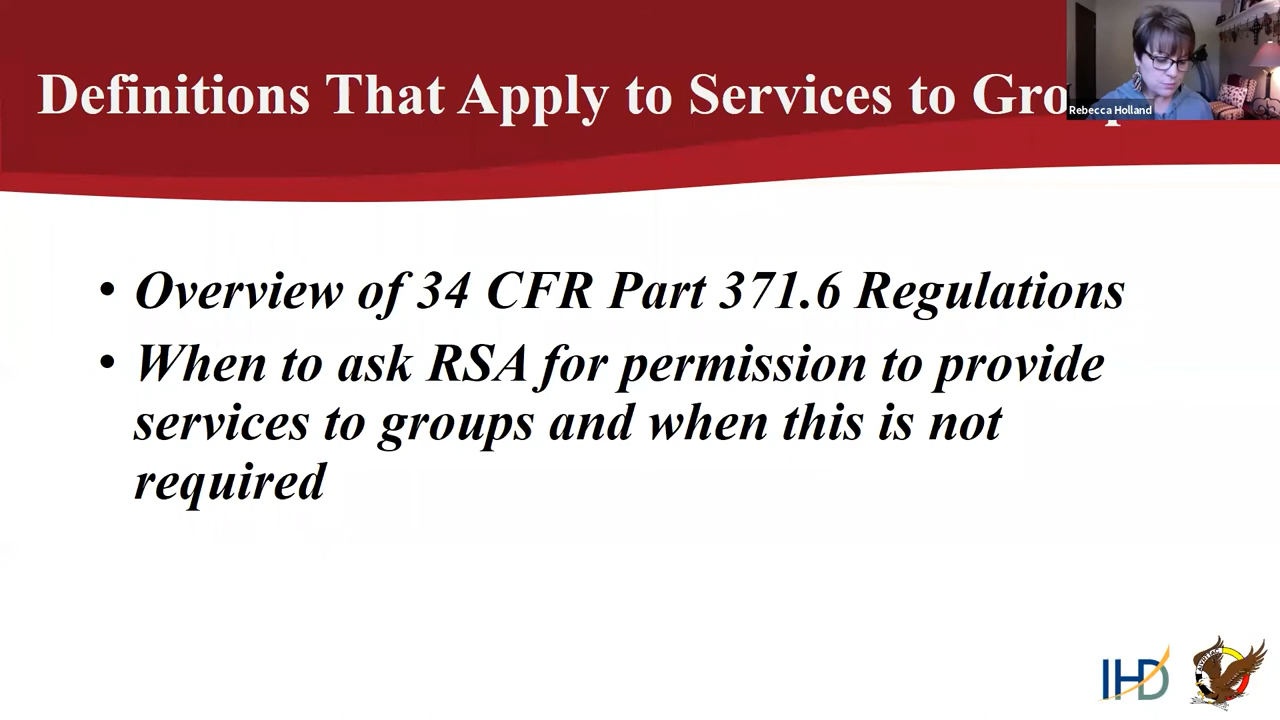 Definitions That Apply to Services to
Rebecca Holland
• Overview of 34 CFR Part 371.6 Regulations
• When to ask RSA for permission to provide
services to groups and when this is not
required
IHD